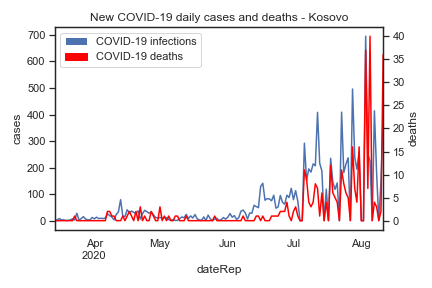 New COVID-19 daily cases and deaths - Kosovo
COVID-19 infections
COVID-19 deaths
700
600
500
400
300
200
100
0
cases
40
35
30
25
20
15
10
5
0
deaths
Apr
2020
May
Jun
Jul
Aug
dateRep